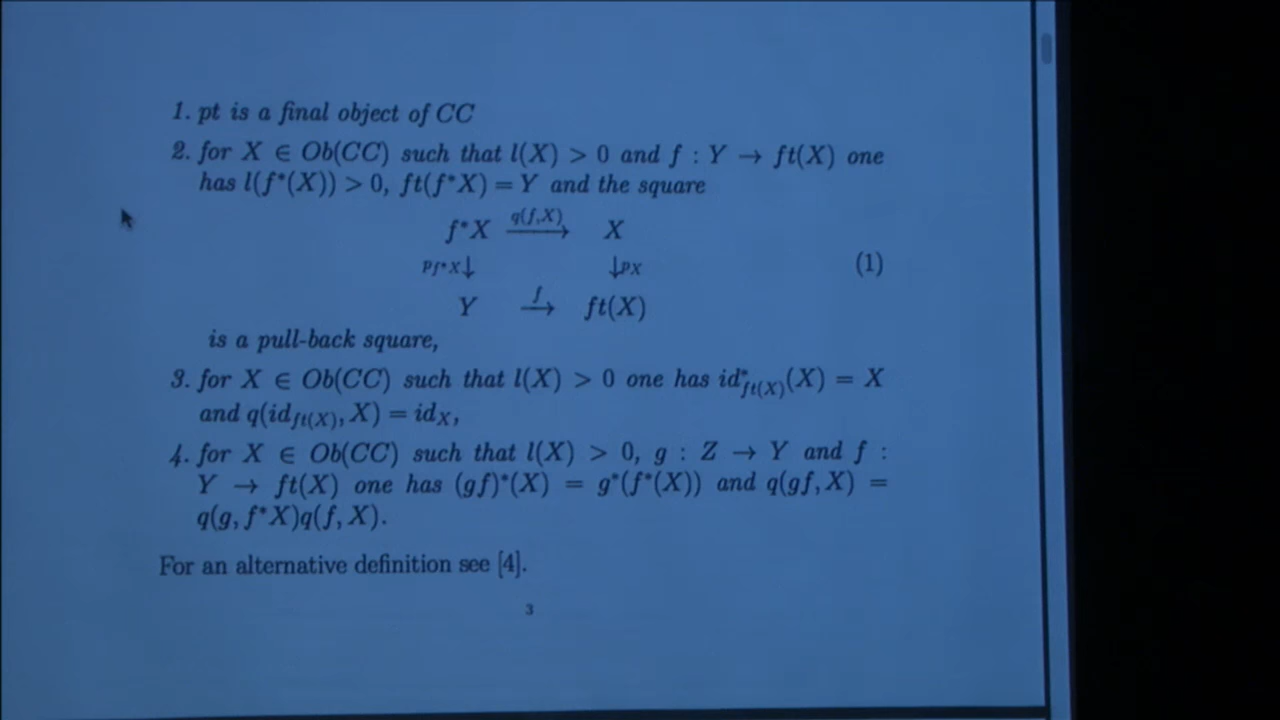 1. pt is a final object of CC
2. for X ∈ Ob(CC) such that l(X) > 0 and f : Y → ft(X) one
has l(f*(X)) > 0, ft(f*X) = Y and the square
f*X →^{q(f,X)} X
p_{f*X}↓ ↓p_X (1)
Y →^{f} ft(X)
is a pull-back square,
3. for X ∈ Ob(CC) such that l(X) > 0 one has id*_{ft(X)}(X) = X
and q(id_{ft(X)}, X) = id_X,
4. for X ∈ Ob(CC) such that l(X) > 0, g : Z → Y and f :
Y → ft(X) one has (gf)*(X) = g*(f*(X)) and q(gf, X) =
q(g, f*X)q(f, X).
For an alternative definition see [4].
3